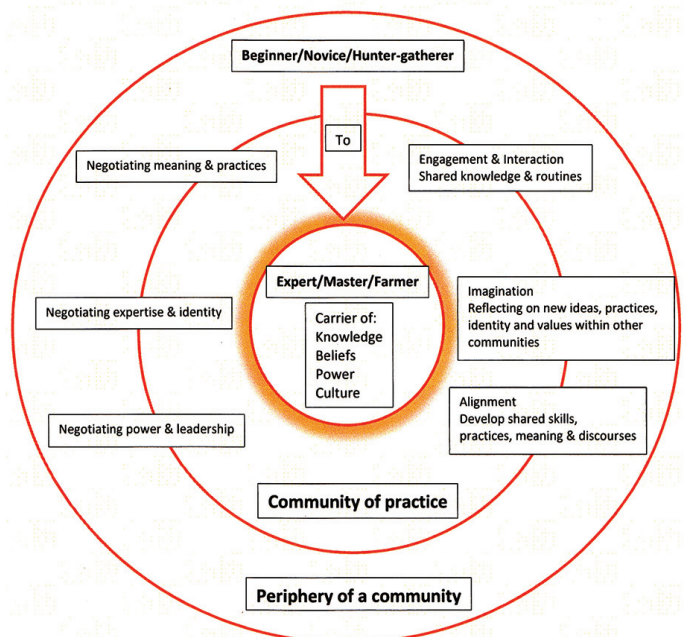 Beginner/Novice/Hunter-gatherer
To
Negotiating meaning & practices
Engagement & Interaction
Shared knowledge & routines
Expert/Master/Farmer
Carrier of:
Knowledge
Beliefs
Power
Culture
Negotiating expertise & identity
Imagination
Reflecting on new ideas, practices,
identity and values within other
communities
Negotiating power & leadership
Alignment
Develop shared skills,
practices, meaning & discourses
Community of practice
Periphery of a community